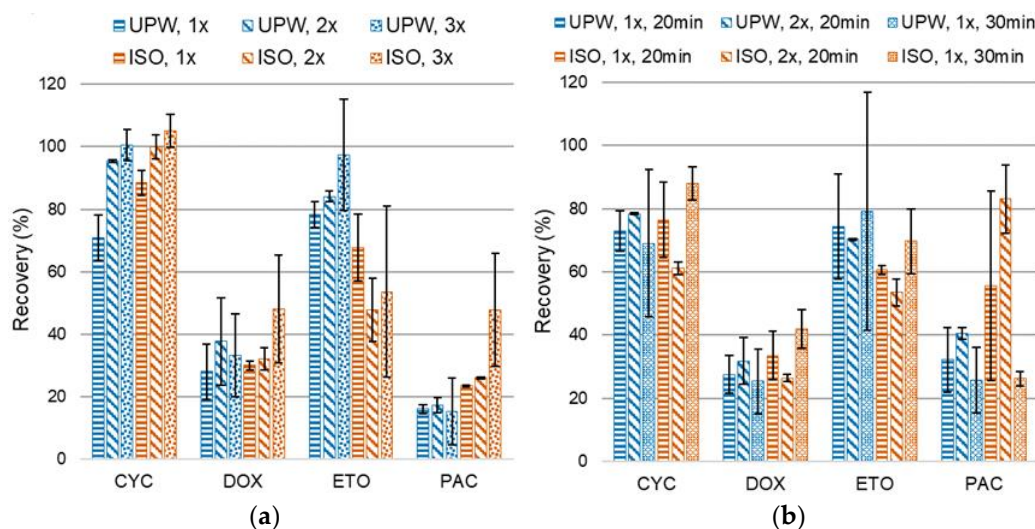 UPW, 1x UPW, 2x UPW, 3x
ISO, 1x ISO, 2x ISO, 3x
Recovery (%)
120
100
80
60
40
20
0
CYC DOX ETO PAC
(a)
UPW, 1x, 20min UPW, 2x, 20min UPW, 1x, 30min
ISO, 1x, 20min ISO, 2x, 20min ISO, 1x, 30min
Recovery (%)
120
100
80
60
40
20
0
CYC DOX ETO PAC
(b)